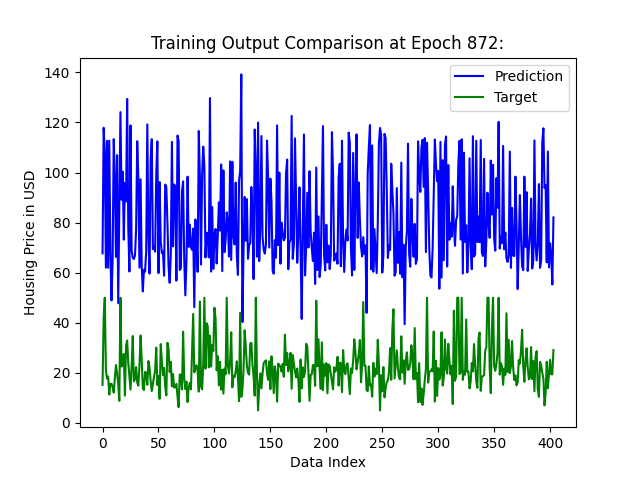 Training Output Comparison at Epoch 872:
Prediction
Target
Housing Price in USD
140
120
100
80
60
40
20
0
0 50 100 150 200 250 300 350 400
Data Index